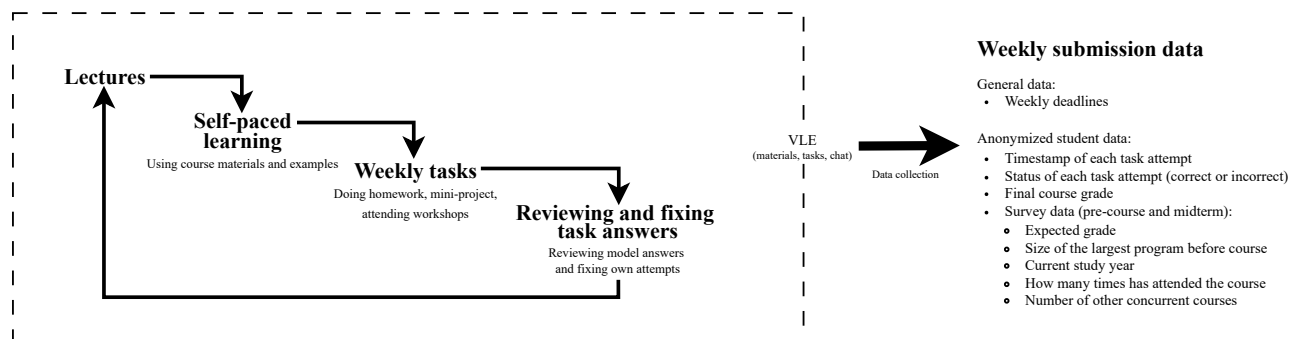 Lectures
Self-paced
learning
Using course materials and examples
Weekly tasks
Doing homework, mini-project,
attending workshops
Reviewing and fixing
task answers
Reviewing model answers
and fixing own attempts
VLE
(materials, tasks, chat)
Data collection
Weekly submission data
General data:
• Weekly deadlines
Anonymized student data:
• Timestamp of each task attempt
• Status of each task attempt (correct or incorrect)
• Final course grade
• Survey data (pre-course and midterm):
Expected grade
Size of the largest program before course
Current study year
How many times has attended the course
Number of other concurrent courses